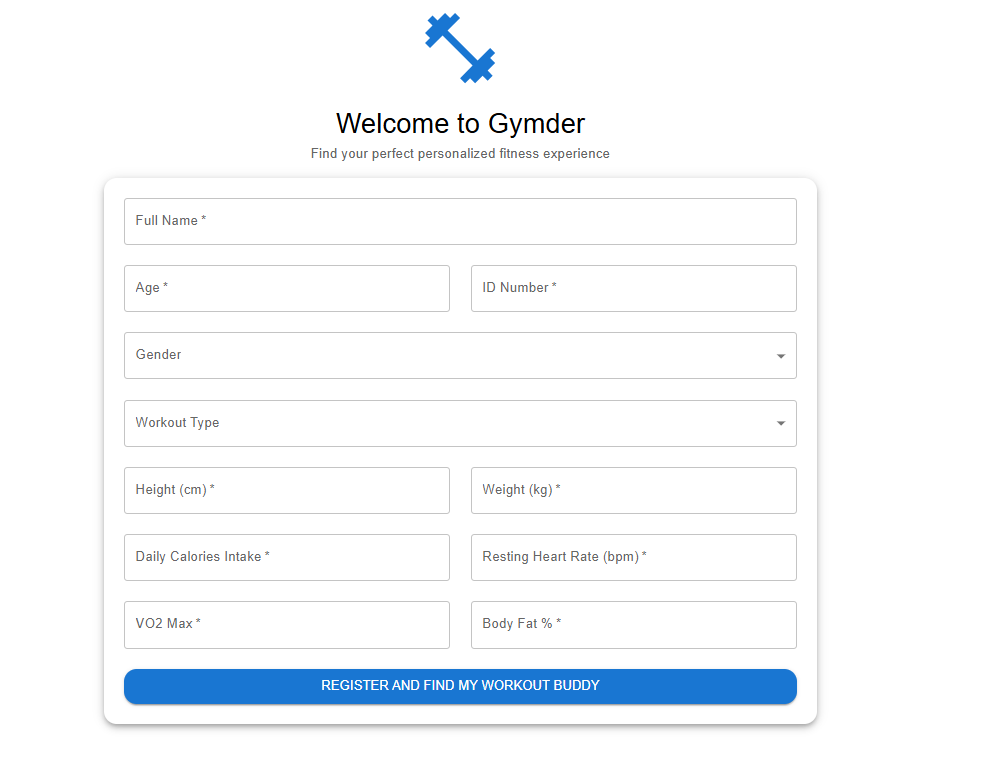 Welcome to Gymder
Find your perfect personalized fitness experience
Full Name *
Age * ID Number *
Gender
Workout Type
Height (cm) * Weight (kg) *
Daily Calories Intake * Resting Heart Rate (bpm) *
VO2 Max * Body Fat % *
REGISTER AND FIND MY WORKOUT BUDDY